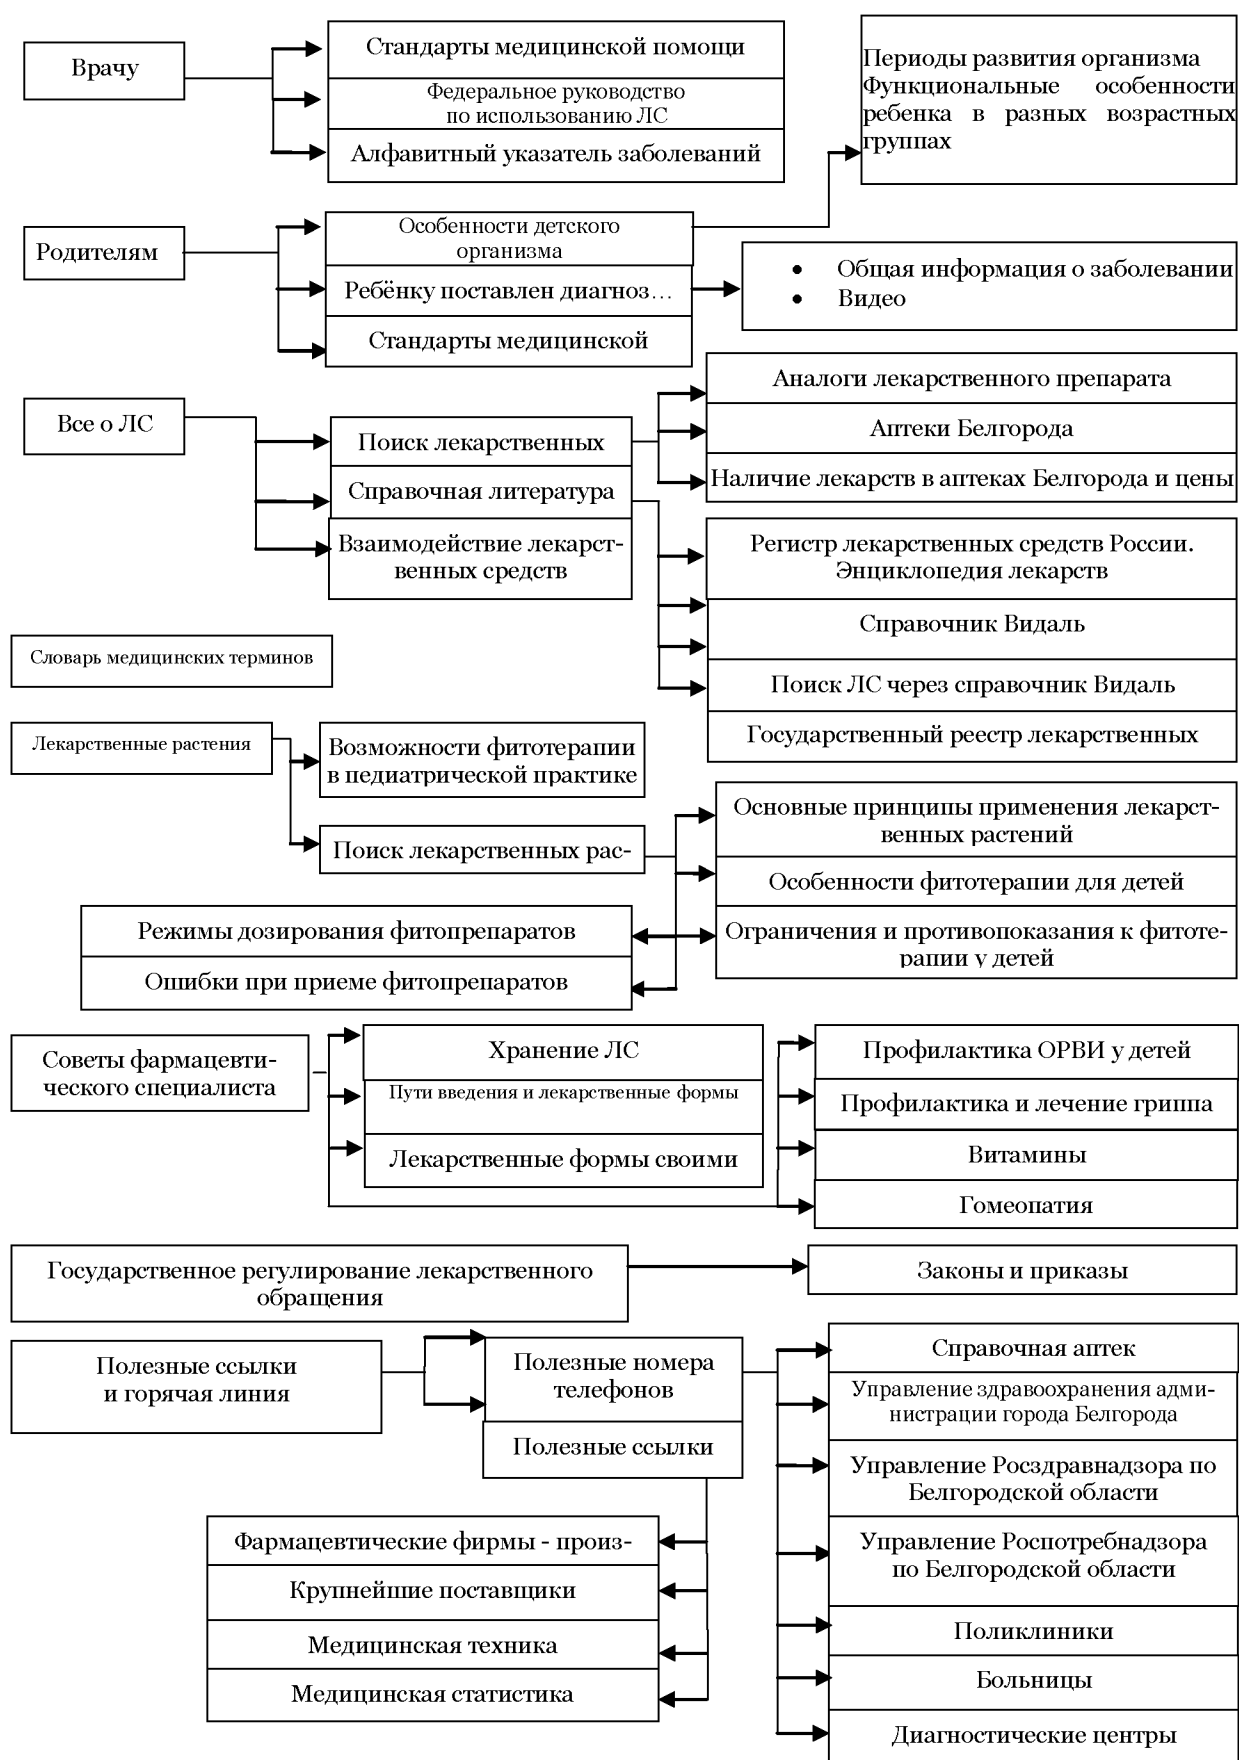 Врачу
Стандарты медицинской помощи
Федеральное руководство
по использованию ЛС
Алфавитный указатель заболеваний
Периоды развития организма
Функциональные особенности
ребенка в разных возрастных
группах
Родителям
Особенности детского
организма
Ребёнку поставлен диагноз…
Стандарты медицинской
• Общая информация о заболевании
• Видео
Все о ЛС
Поиск лекарственных
Справочная литература
Взаимодействие лекарст-
венных средств
Аналоги лекарственного препарата
Аптеки Белгорода
Наличие лекарств в аптеках Белгорода и цены
Регистр лекарственных средств России.
Энциклопедия лекарств
Справочник Видаль
Поиск ЛС через справочник Видаль
Государственный реестр лекарственных
Словарь медицинских терминов
Лекарственные растения
Возможности фитотерапии
в педиатрической практике
Поиск лекарственных рас-
Основные принципы применения лекарст-
венных растений
Особенности фитотерапии для детей
Ограничения и противопоказания к фитоте-
рапии у детей
Режимы дозирования фитопрепаратов
Ошибки при приеме фитопрепаратов
Советы фармацевти-
ческого специалиста
Хранение ЛС
Пути введения и лекарственные формы
Лекарственные формы своими
Профилактика ОРВИ у детей
Профилактика и лечение гриппа
Витамины
Гомеопатия
Государственное регулирование лекарственного
обращения
Законы и приказы
Полезные ссылки
и горячая линия
Полезные номера
телефонов
Полезные ссылки
Справочная аптек
Управление здравоохранения адми-
нистрации города Белгорода
Управление Росздравнадзора по
Белгородской области
Управление Роспотребнадзора
по Белгородской области
Поликлиники
Больницы
Диагностические центры
Фармацевтические фирмы - произ-
Крупнейшие поставщики
Медицинская техника
Медицинская статистика